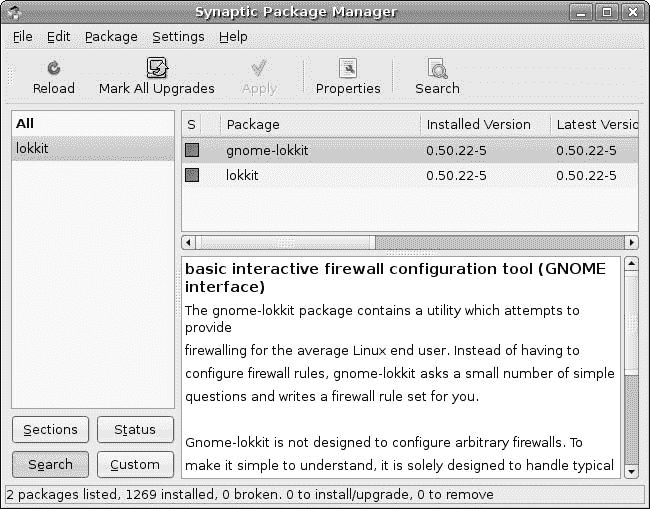 Synaptic Package Manager
File Edit Package Settings Help
Reload Mark All Upgrades Apply Properties Search
All
lokkit
S Package Installed Version Latest Versio
gnome-lokkit 0.50.22-5 0.50.22-5
lokkit 0.50.22-5 0.50.22-5
basic interactive firewall configuration tool (GNOME
interface)
The gnome-lokkit package contains a utility which attempts to
provide
firewalling for the average Linux end user. Instead of having to
configure firewall rules, gnome-lokkit asks a small number of simple
questions and writes a firewall rule set for you.
Gnome-lokkit is not designed to configure arbitrary firewalls. To
make it simple to understand, it is solely designed to handle typical
Sections Status
Search Custom
2 packages listed, 1269 installed, 0 broken. 0 to install/upgrade, 0 to remove